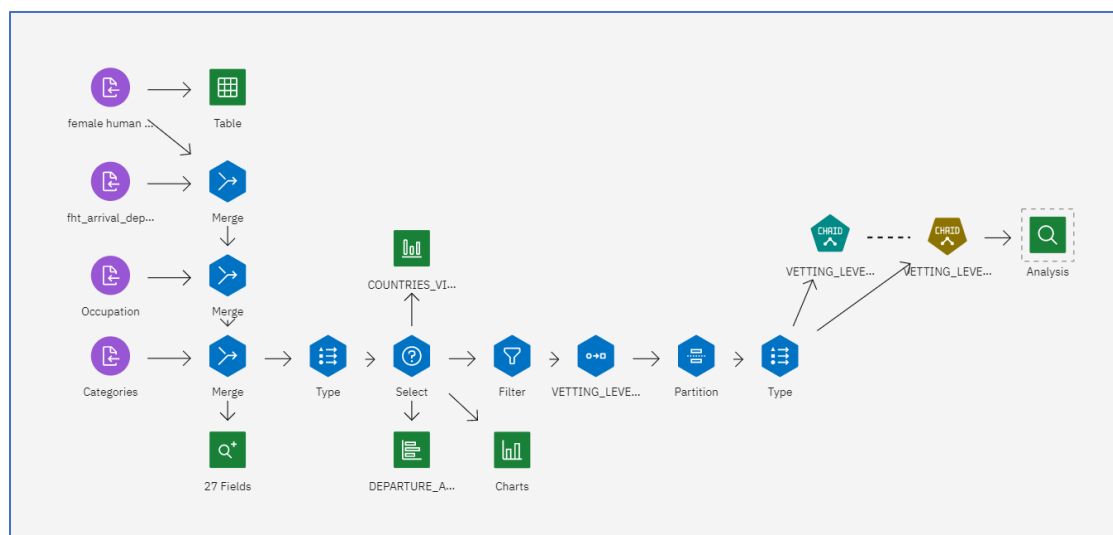 female human ...
Table
fht_arrival_dep...
Merge
CHAID
CHAID
VETTING_LEVE...
VETTING_LEVE...
Analysis
COUNTRIES_VI...
Occupation
Merge
Categories
Merge
Type
Select
Filter
VETTING_LEVE...
Partition
Type
27 Fields
DEPARTURE_A...
Charts